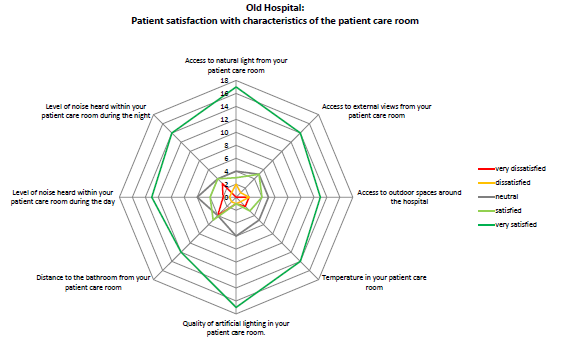 Old Hospital:
Patient satisfaction with characteristics of the patient care room
Access to natural light from your
patient care room
18
16
14
12
10
8
6
4
2
0
Level of noise heard within your
patient care room during the night
Access to external views from your
patient care room
Level of noise heard within your
patient care room during the day
Access to outdoor spaces around
the hospital
Distance to the bathroom from your
patient care room
Temperature in your patient care
room
Quality of artificial lighting in your
patient care room.
very dissatisfied
dissatisfied
neutral
satisfied
very satisfied